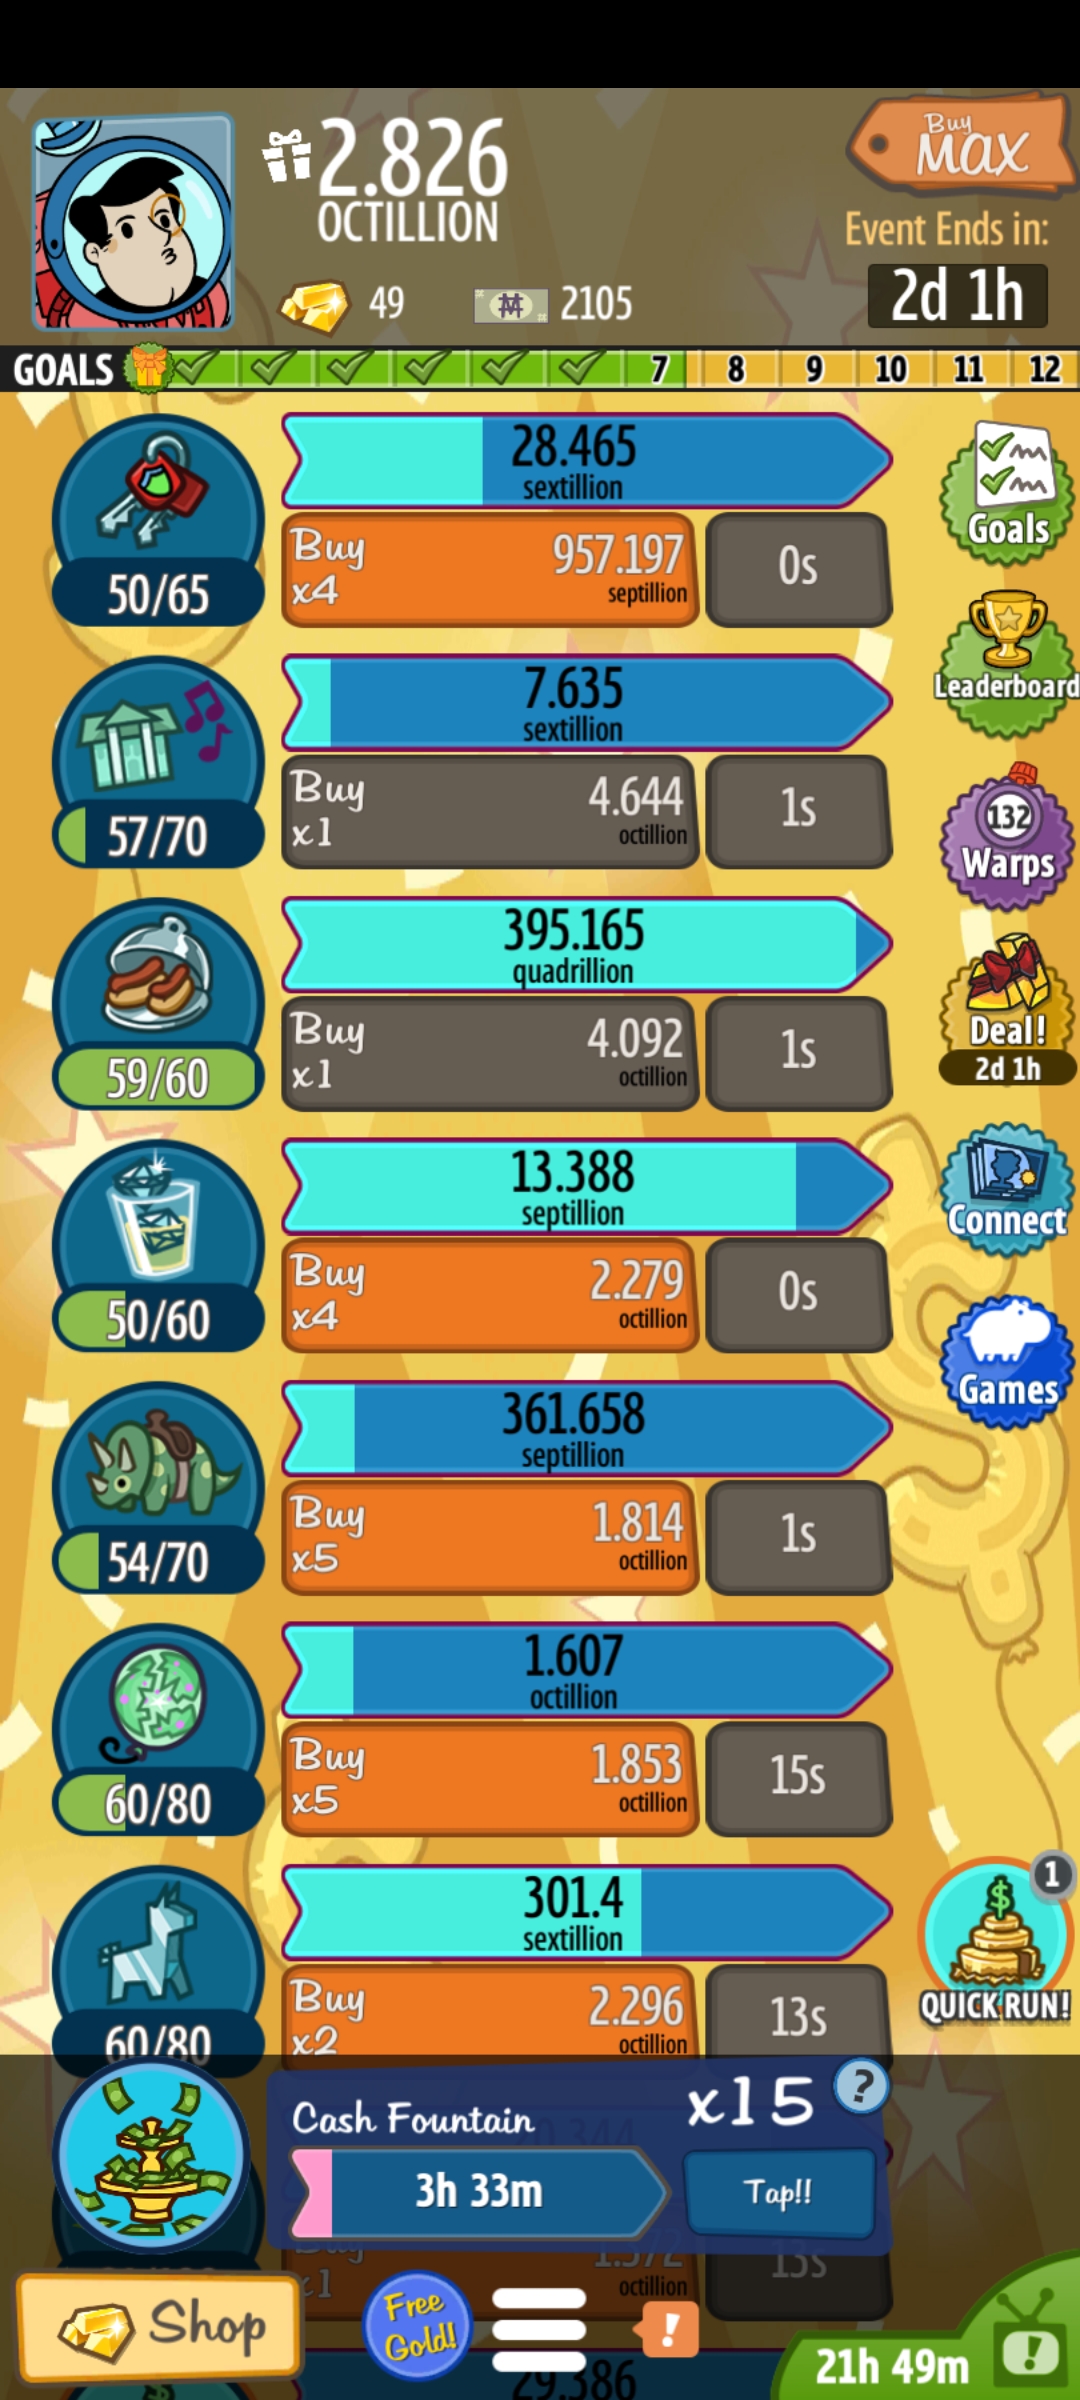 2.826
OCTILLION
Buy
MAX
Event Ends in:
2d 1h
49
2105
GOALS
7 8 9 10 11 12
28.465
sextillion
Buy
x4
957.197
septillion
0s
50/65
Goals
Leaderboard
7.635
sextillion
Buy
x1
4.644
octillion
1s
57/70
132
Warps
395.165
quadrillion
Buy
x1
4.092
octillion
1s
59/60
Deal!
2d 1h
13.388
septillion
Buy
x4
2.279
octillion
0s
50/60
Connect
Games
361.658
septillion
Buy
x5
1.814
octillion
1s
54/70
1.607
octillion
Buy
x5
1.853
octillion
15s
60/80
301.4
sextillion
Buy
x2
2.296
octillion
13s
60/80
1
QUICK RUN!
Cash Fountain
x15
?
3h 33m
Tap!!
x1
octillion
13s
Shop
Free
Gold!
!
21h 49m
!
29.386